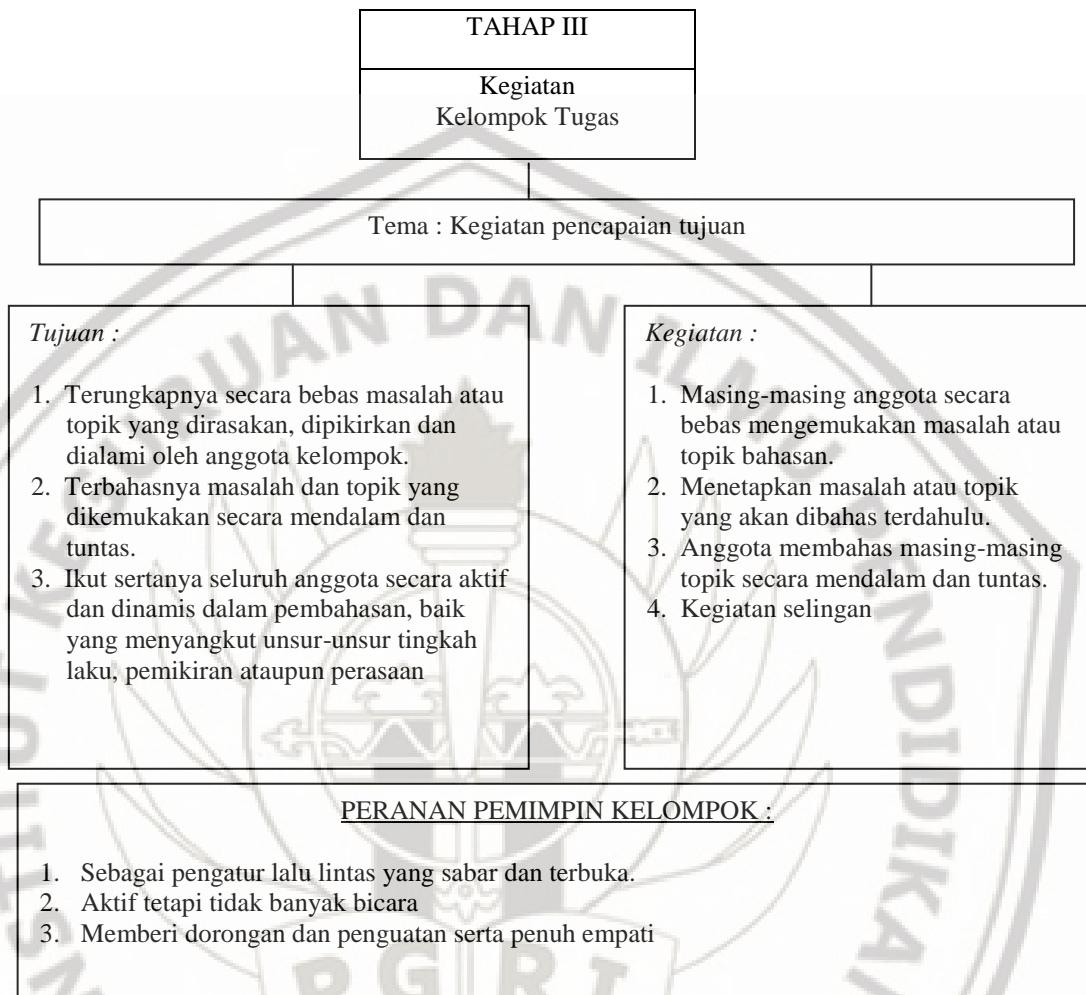 TAHAP III
Kegiatan
Kelompok Tugas
Tema : Kegiatan pencapaian tujuan
Tujuan :
1. Terungkapnya secara bebas masalah atau
topik yang dirasakan, dipikirkan dan
dialami oleh anggota kelompok.
2. Terbahasnya masalah dan topik yang
dikemukakan secara mendalam dan
tuntas.
3. Ikut sertanya seluruh anggota secara aktif
dan dinamis dalam pembahasan, baik
yang menyangkut unsur-unsur tingkah
laku, pemikiran ataupun perasaan
Kegiatan :
1. Masing-masing anggota secara
bebas mengemukakan masalah atau
topik bahasan.
2. Menetapkan masalah atau topik
yang akan dibahas terdahulu.
3. Anggota membahas masing-masing
topik secara mendalam dan tuntas.
4. Kegiatan selingan
PERANAN PEMIMPIN KELOMPOK :
1. Sebagai pengatur lalu lintas yang sabar dan terbuka.
2. Aktif tetapi tidak banyak bicara
3. Memberi dorongan dan penguatan serta penuh empati
KEGURUAN DAN ILMU PENDIDIKA
PGRI